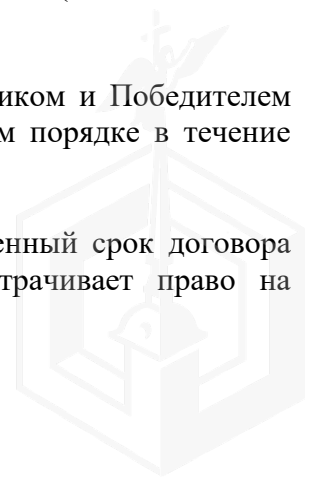 иком и Победителем
м порядке в течение
енный срок договора
трачивает право на